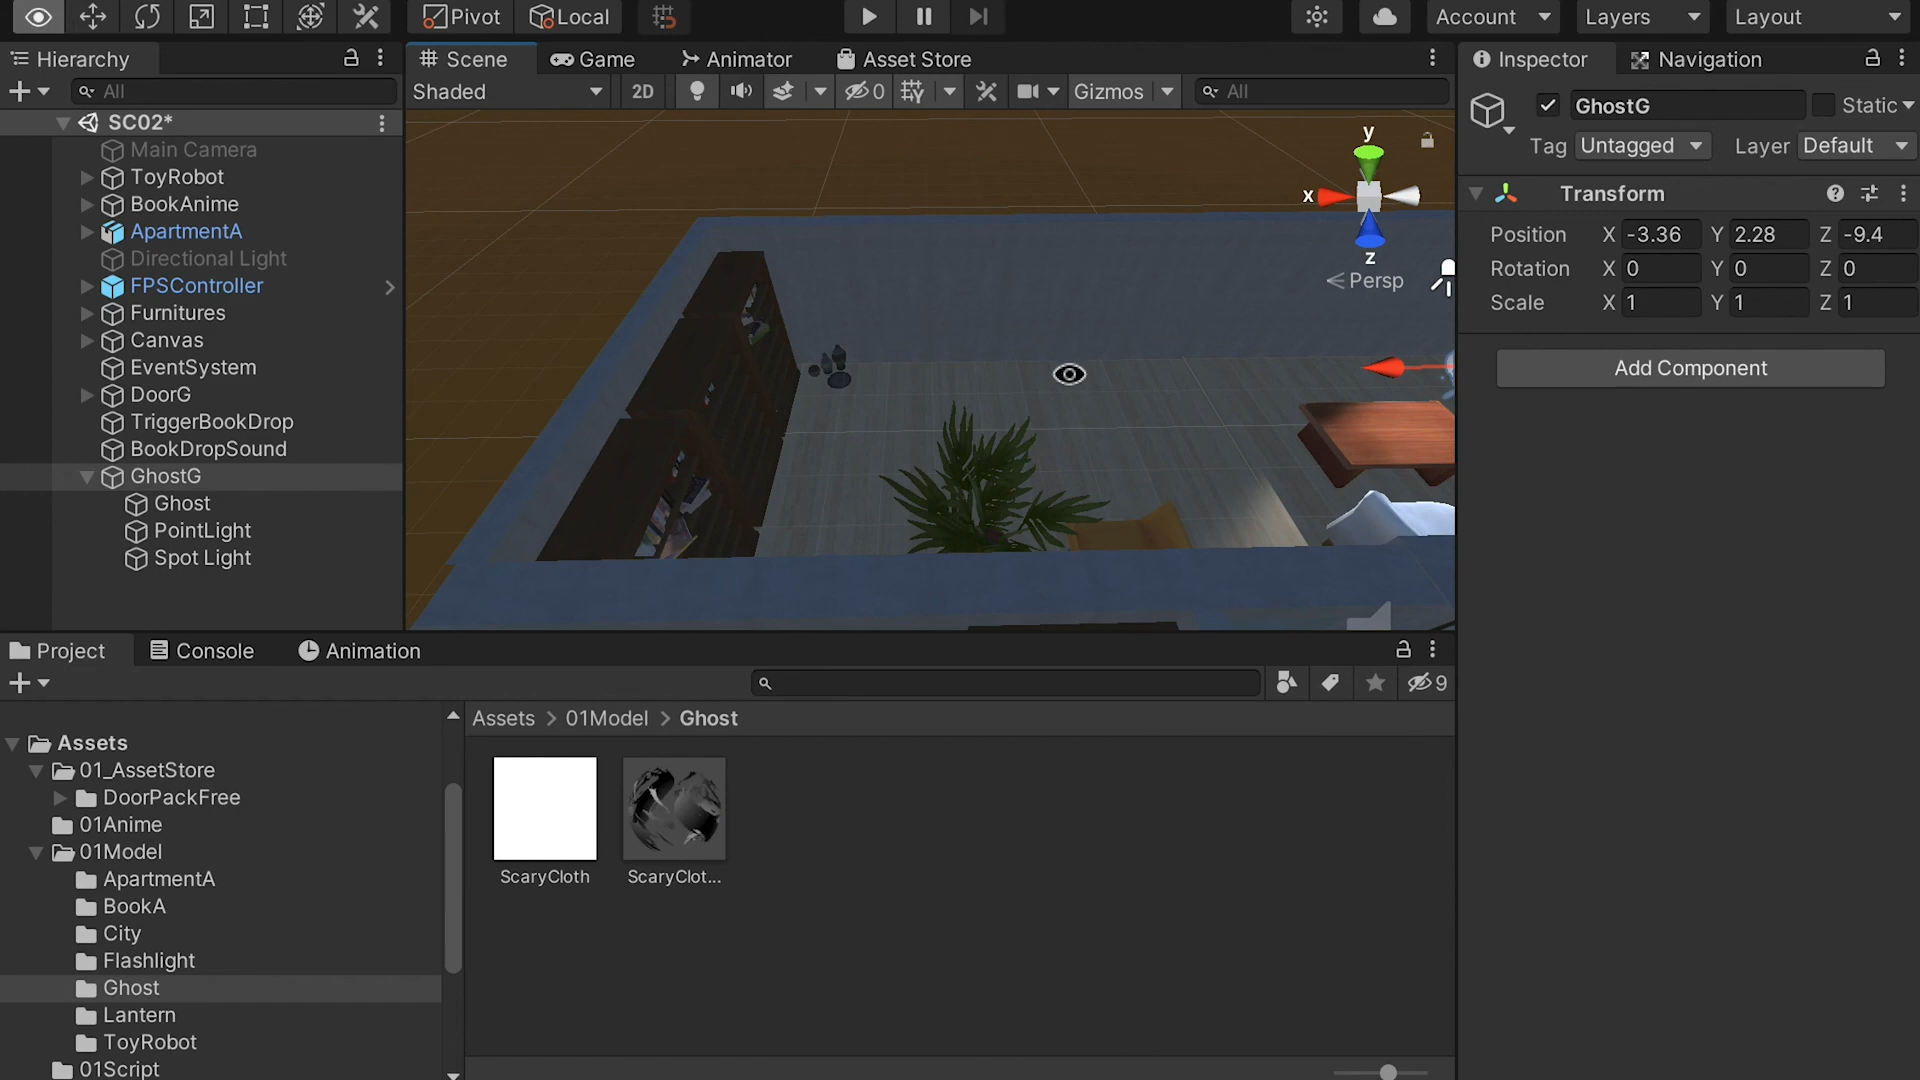 Pivot Local Account Layers Layout
Hierarchy
All
SC02*
Main Camera
ToyRobot
BookAnime
ApartmentA
Directional Light
FPSController
Furnitures
Canvas
EventSystem
DoorG
TriggerBookDrop
BookDropSound
GhostG
Ghost
PointLight
Spot Light
Scene Game Animator Asset Store
Shaded 2D 0 Gizmos All
y
x
z
Persp
Inspector Navigation
GhostG Static
Tag Untagged Layer Default
Transform
Position X -3.36 Y 2.28 Z -9.4
Rotation X 0 Y 0 Z 0
Scale X 1 Y 1 Z 1
Add Component
Project Console Animation
9
Assets
01_AssetStore
DoorPackFree
01Anime
01Model
ApartmentA
BookA
City
Flashlight
Ghost
Lantern
ToyRobot
01Script
Assets > 01Model > Ghost
ScaryCloth ScaryClot...